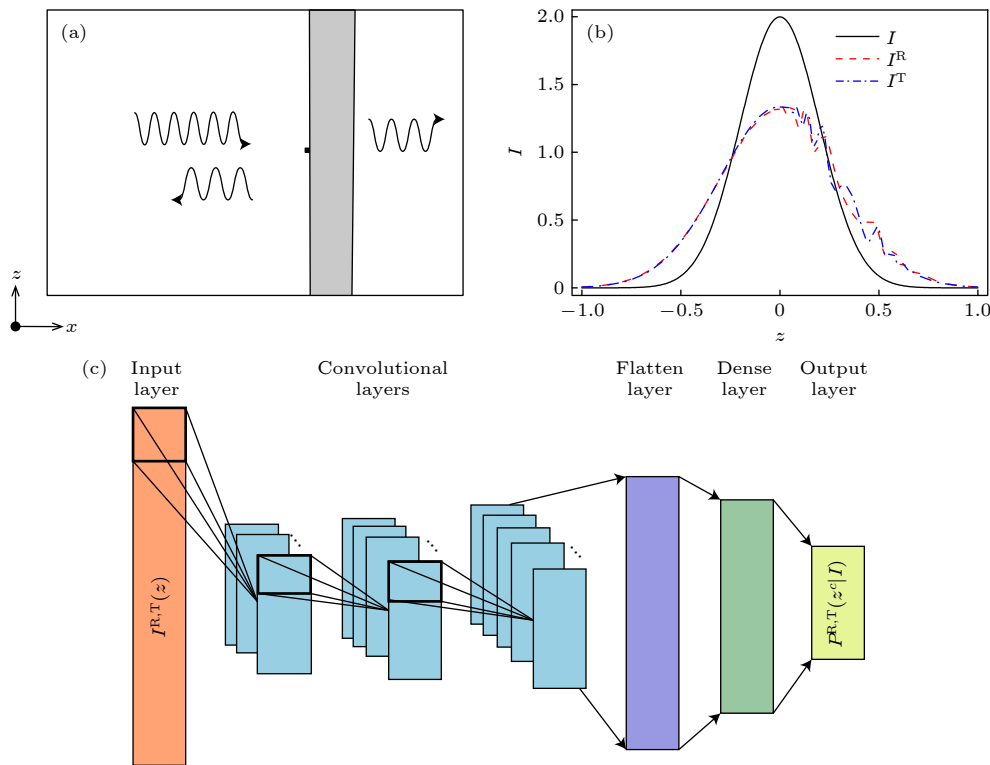 (a)
z
x
(b)
I
I^R
I^T
2.0
1.5
1.0
0.5
0
I
−1.0 −0.5 0 0.5 1.0
z
(c)
Input layer
Convolutional layers
Flatten layer
Dense layer
Output layer
I^{R,T}(z)
P^{R,T}(z^c|I)